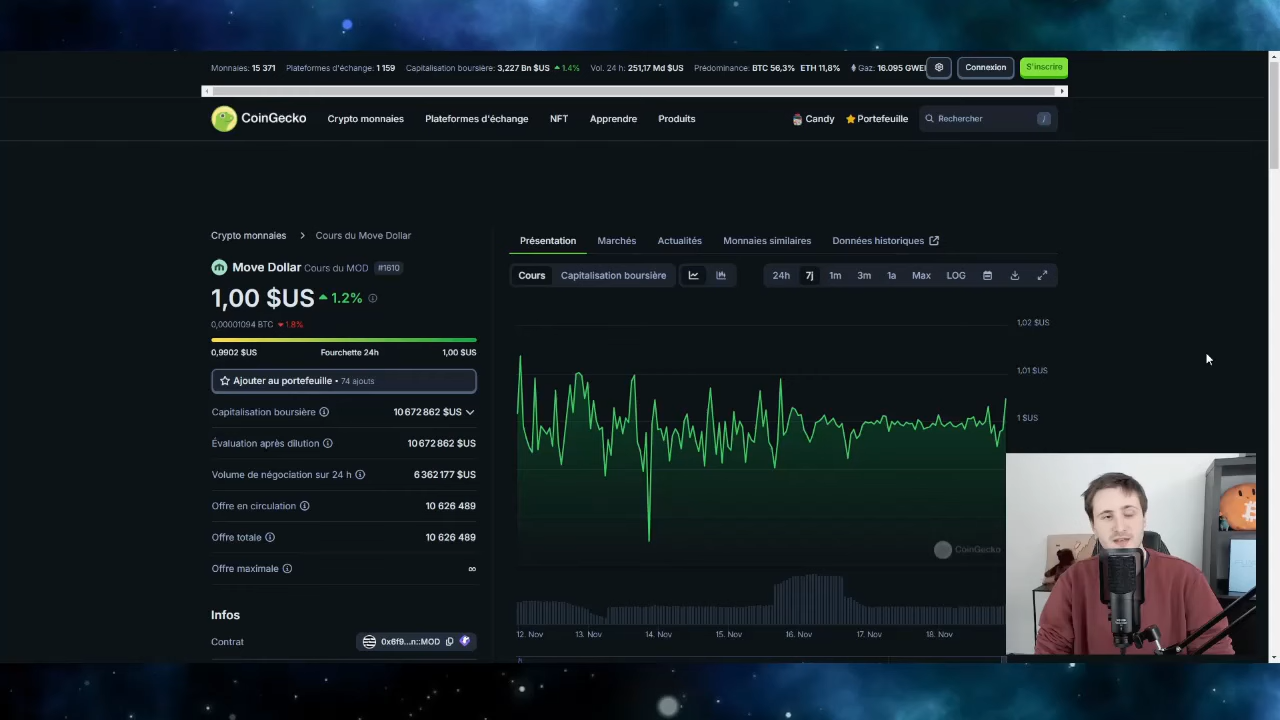 Monnaies: 15 371 Plateformes d'échange: 1 159 Capitalisation boursière: 3,227 Bn $US 1.4% Vol. 24 h: 251,17 Md $US Prédominance: BTC 56,3% ETH 11,8% Gaz: 16.095 GWEI Connexion S'inscrire
CoinGecko Crypto monnaies Plateformes d'échange NFT Apprendre Produits Candy Portefeuille Rechercher /
Crypto monnaies > Cours du Move Dollar
Présentation Marchés Actualités Monnaies similaires Données historiques
Move Dollar Cours du MOD #1610
Cours Capitalisation boursière 24h 7j 1m 3m 1a Max LOG
1,00 $US 1.2%
0,00001094 BTC 1.8%
0,9902 $US Fourchette 24h 1,00 $US
Ajouter au portefeuille • 74 ajouts
Capitalisation boursière 10 672 862 $US
Évaluation après dilution 10 672 862 $US
Volume de négociation sur 24 h 6 362 177 $US
Offre en circulation 10 626 489
Offre totale 10 626 489
Offre maximale ∞
Infos
Contrat 0x6f9...n::MOD
1,02 $US
1,01 $US
1 $US
CoinGecko
12. Nov 13. Nov 14. Nov 15. Nov 16. Nov 17. Nov 18. Nov